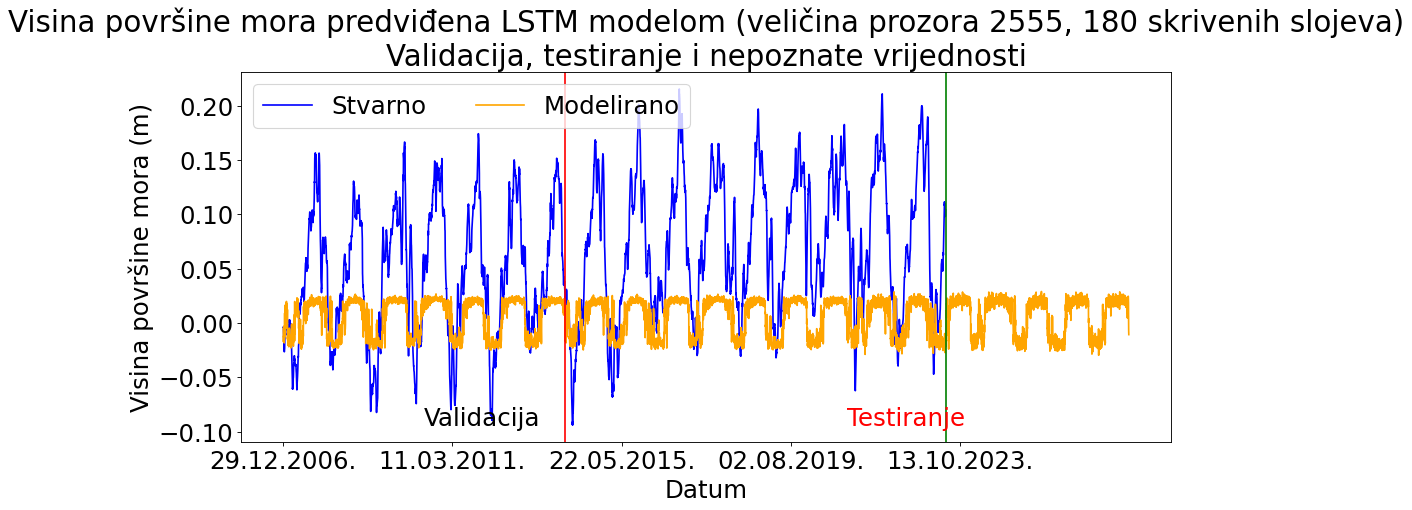 Visina površine mora predviđena LSTM modelom (veličina prozora 2555, 180 skrivenih slojeva)
Validacija, testiranje i nepoznate vrijednosti
Stvarno
Modelirano
Visina površine mora (m)
0.20
0.15
0.10
0.05
0.00
−0.05
−0.10
Validacija
Testiranje
29.12.2006.
11.03.2011.
22.05.2015.
02.08.2019.
13.10.2023.
Datum